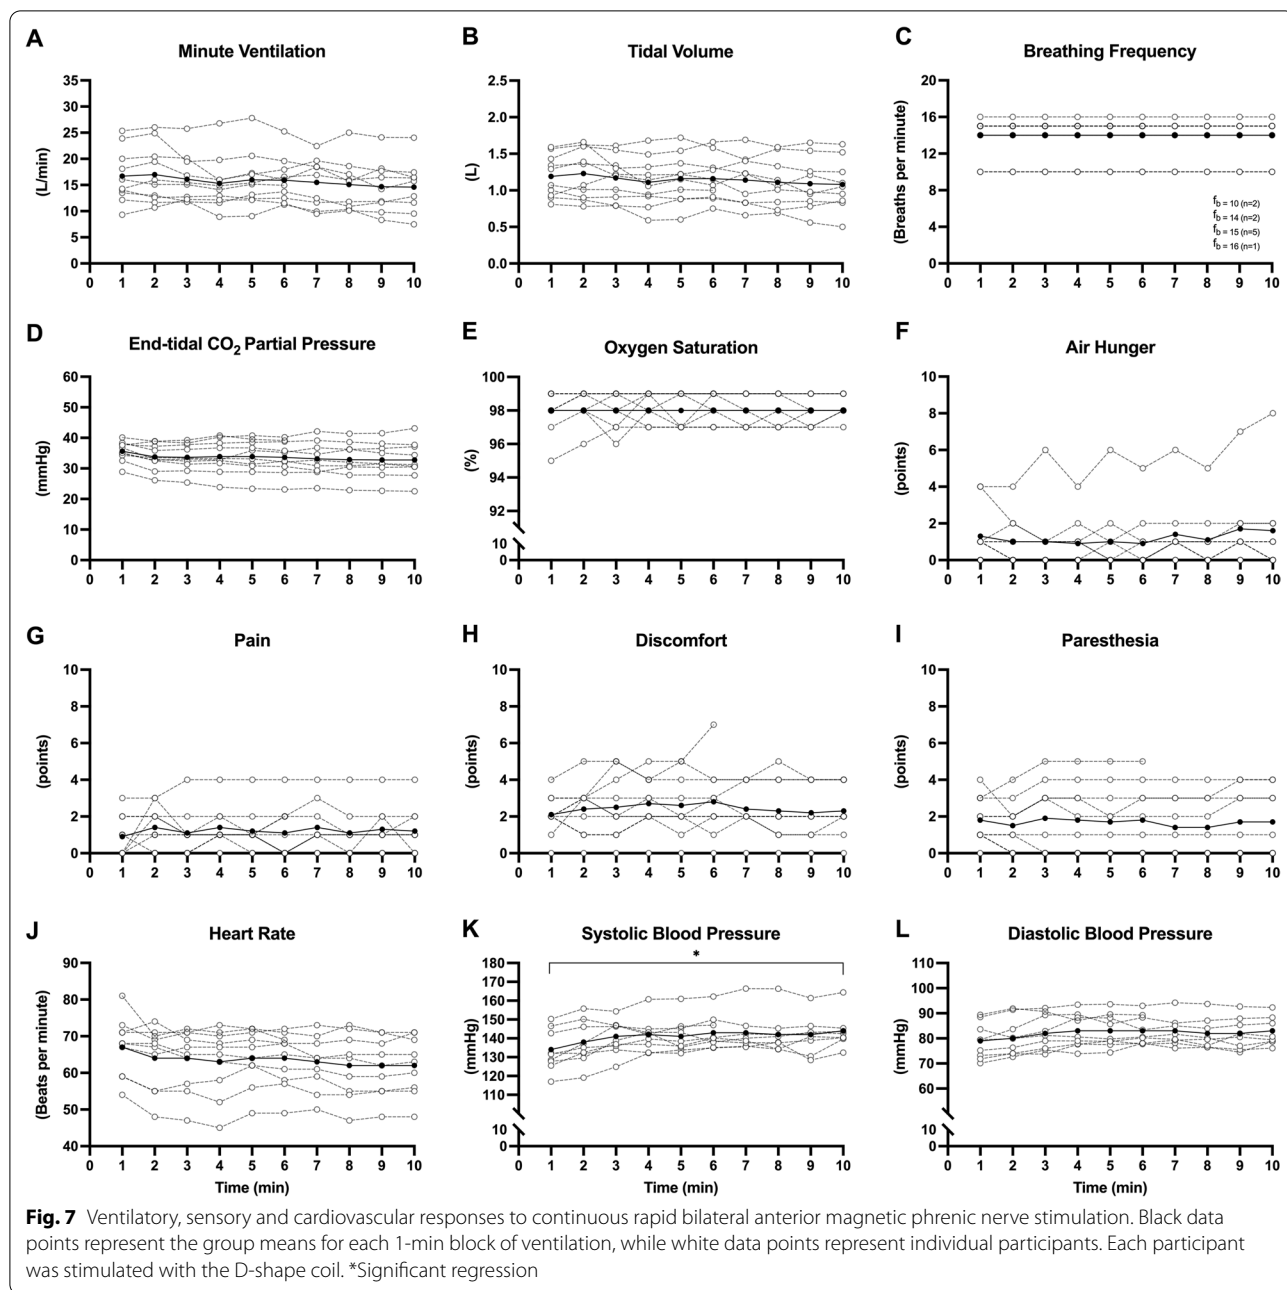 A
Minute Ventilation
35
30
25
20
15
10
5
0
(L/min)
0 1 2 3 4 5 6 7 8 9 10
B
Tidal Volume
2.5
2.0
1.5
1.0
0.5
0.0
(L)
0 1 2 3 4 5 6 7 8 9 10
C
Breathing Frequency
20
16
12
8
4
0
(Breaths per minute)
f_b = 10 (n=2)
f_b = 14 (n=2)
f_b = 15 (n=5)
f_b = 16 (n=1)
0 1 2 3 4 5 6 7 8 9 10
D
End-tidal CO₂ Partial Pressure
60
50
40
30
20
10
0
(mmHg)
0 1 2 3 4 5 6 7 8 9 10
E
Oxygen Saturation
100
98
96
94
92
10
0
(%)
0 1 2 3 4 5 6 7 8 9 10
F
Air Hunger
10
8
6
4
2
0
(points)
0 1 2 3 4 5 6 7 8 9 10
G
Pain
10
8
6
4
2
0
(points)
0 1 2 3 4 5 6 7 8 9 10
H
Discomfort
10
8
6
4
2
0
(points)
0 1 2 3 4 5 6 7 8 9 10
I
Paresthesia
10
8
6
4
2
0
(points)
0 1 2 3 4 5 6 7 8 9 10
J
Heart Rate
90
80
70
60
50
40
(Beats per minute)
0 1 2 3 4 5 6 7 8 9 10
Time (min)
K
Systolic Blood Pressure
*
180
170
160
150
140
130
120
110
10
0
(mmHg)
0 1 2 3 4 5 6 7 8 9 10
Time (min)
L
Diastolic Blood Pressure
110
100
90
80
70
60
10
0
(mmHg)
0 1 2 3 4 5 6 7 8 9 10
Time (min)
Fig. 7 Ventilatory, sensory and cardiovascular responses to continuous rapid bilateral anterior magnetic phrenic nerve stimulation. Black data
points represent the group means for each 1-min block of ventilation, while white data points represent individual participants. Each participant
was stimulated with the D-shape coil. *Significant regression